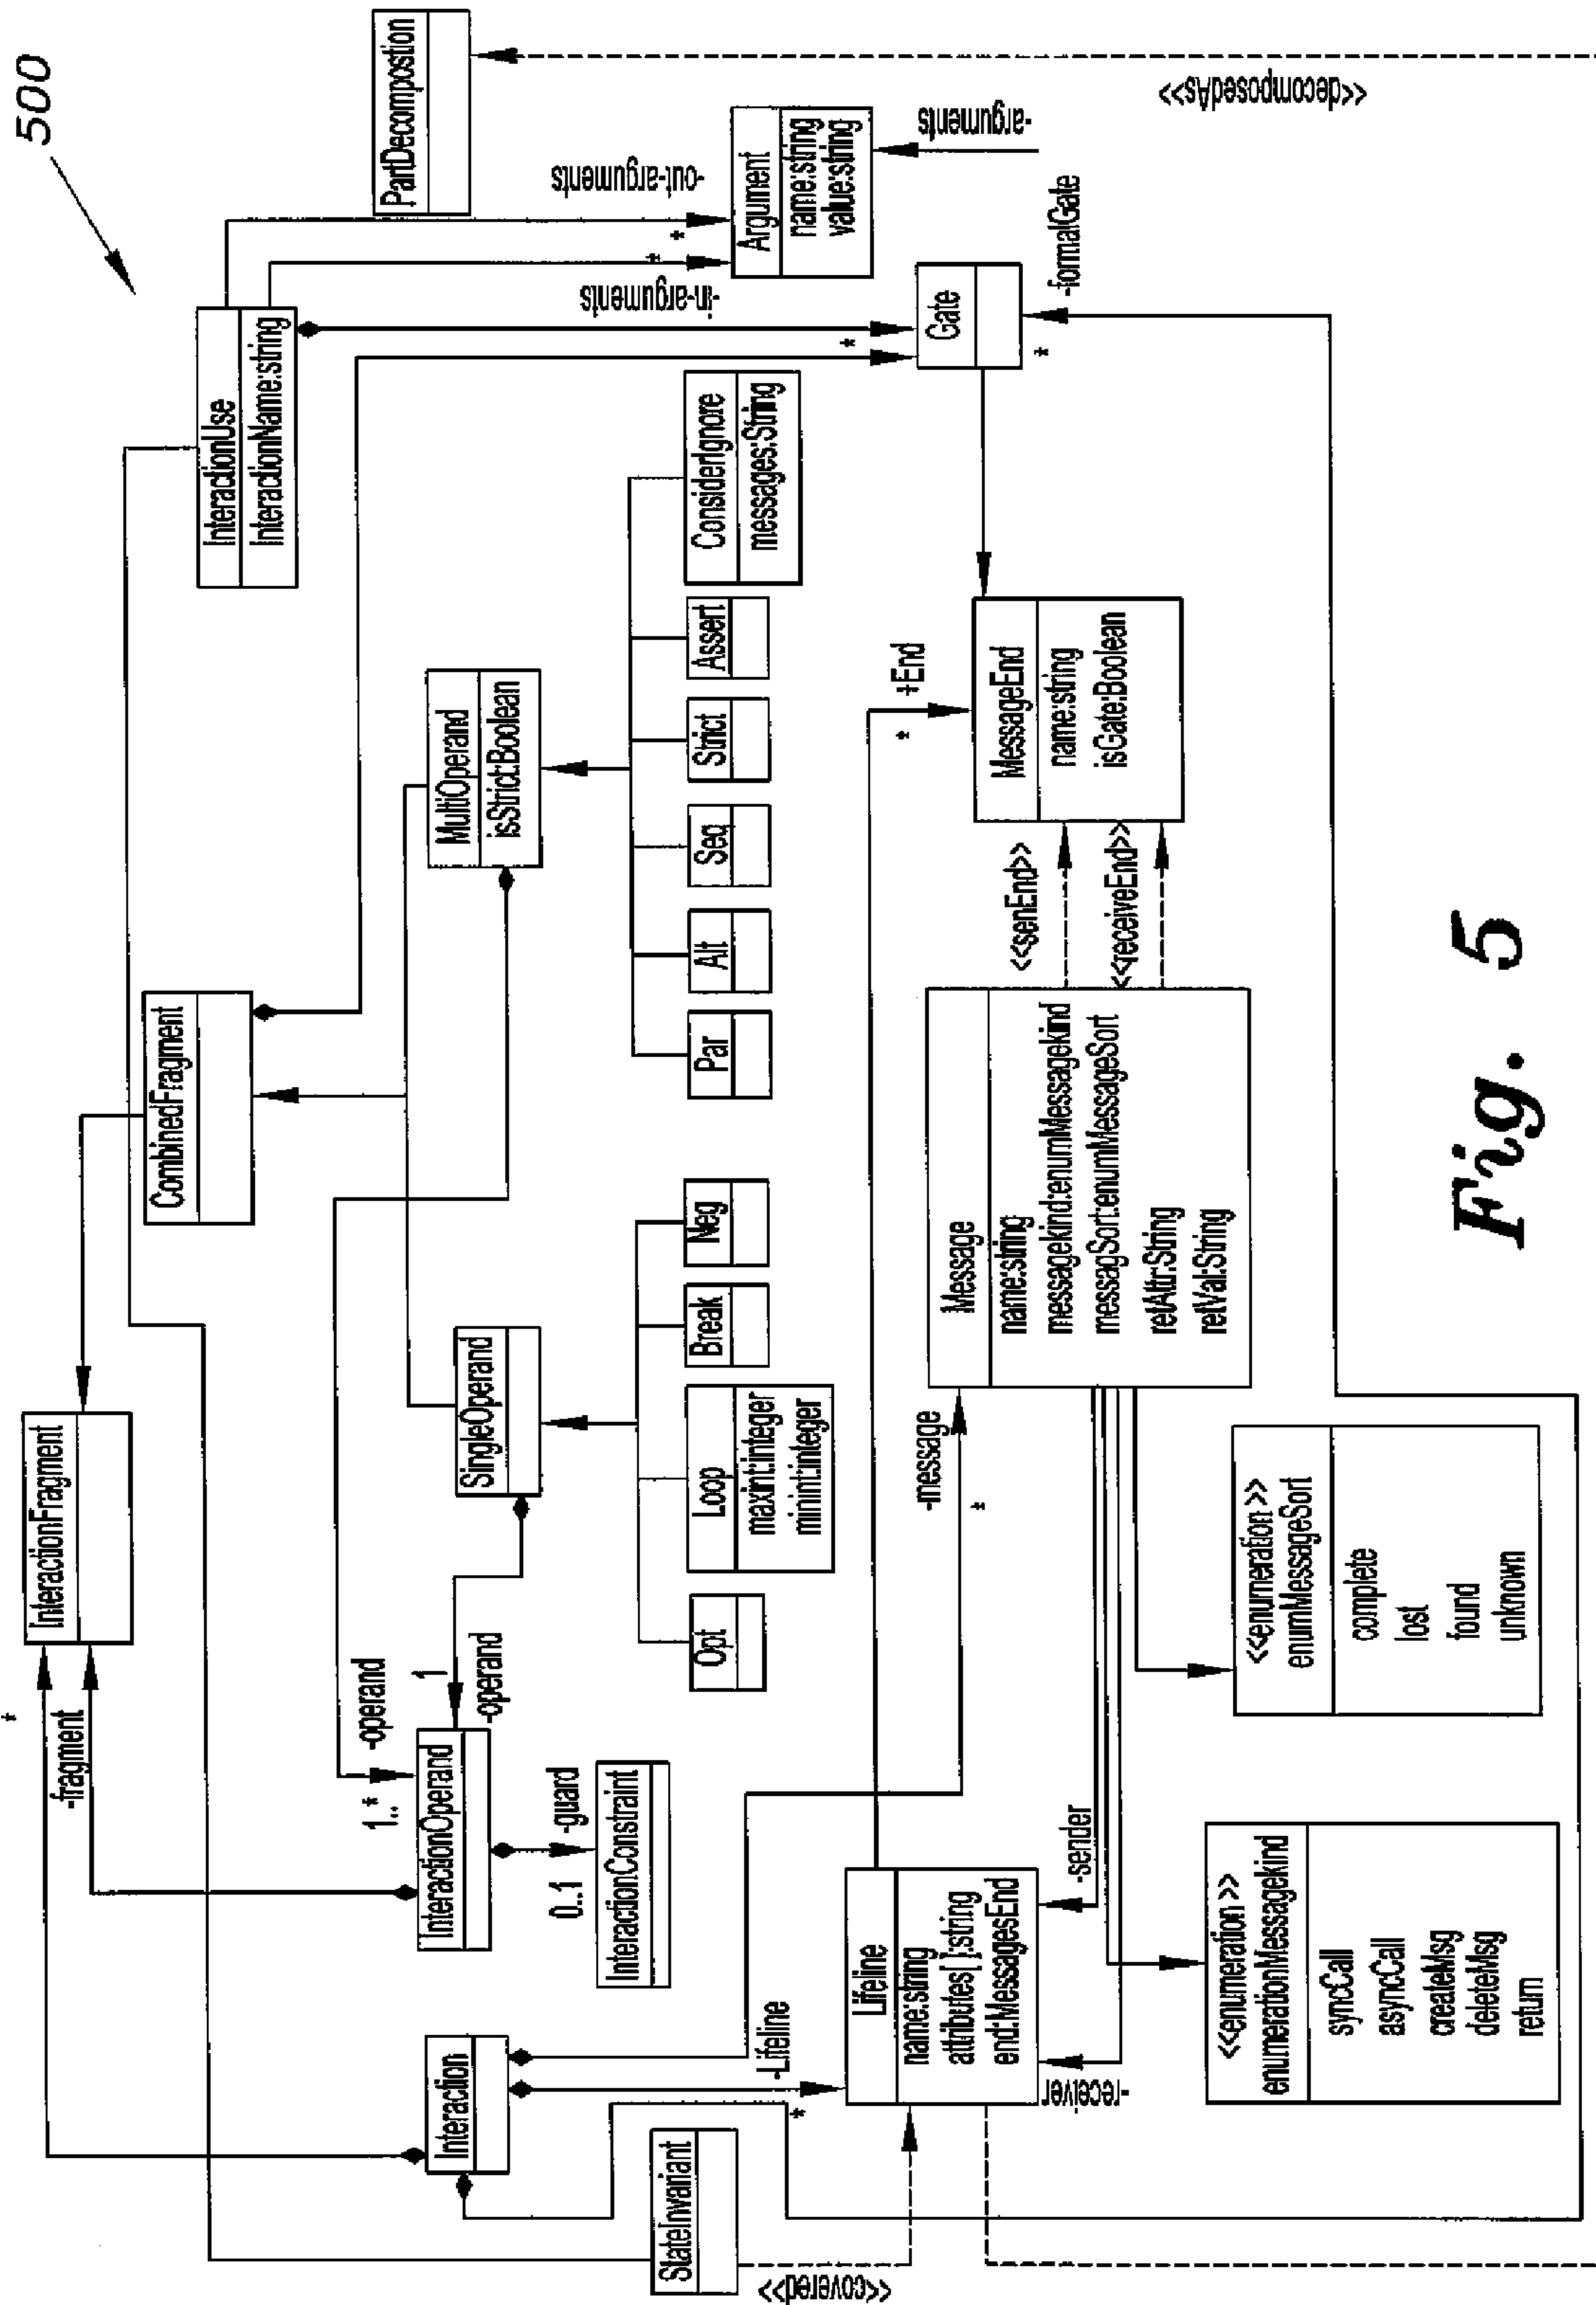 500
InteractionFragment
*
-fragment
CombinedFragment
InteractionUse
InteractionName:string
PartDecompostion
<<decomposedAs>>
-out-arguments
*
-in-arguments
*
Argument
name:string
value:string
-arguments
Interaction
InteractionOperand
1..*
-operand
1
-operand
SingleOperand
MultiOperand
isStrict:Boolean
0..1
-guard
InteractionConstraint
Opt
Loop
maxint:integer
minint:integer
Break
Neg
Par
Alt
Seq
Strict
Assert
ConsiderIgnore
messages:String
*
Gate
*
-formalGate
StateInvariant
<<covered>>
-Lifeline
*
Lifeline
name:string
attributes[ ]:string
end:MessagesEnd
-receiver
-sender
-message
*
Message
name:string
messagekind:enumMessagekind
messagSort:enumMessageSort
retAttr:String
retVal:String
<<senEnd>>
<<receiveEnd>>
*
+End
MessageEnd
name:string
isGate:Boolean
<<enumeration >>
enumerationMessagekind
syncCall
asyncCall
createMsg
deleteMsg
return
<<enumeration >>
enumMessageSort
complete
lost
found
unknown
Fig. 5